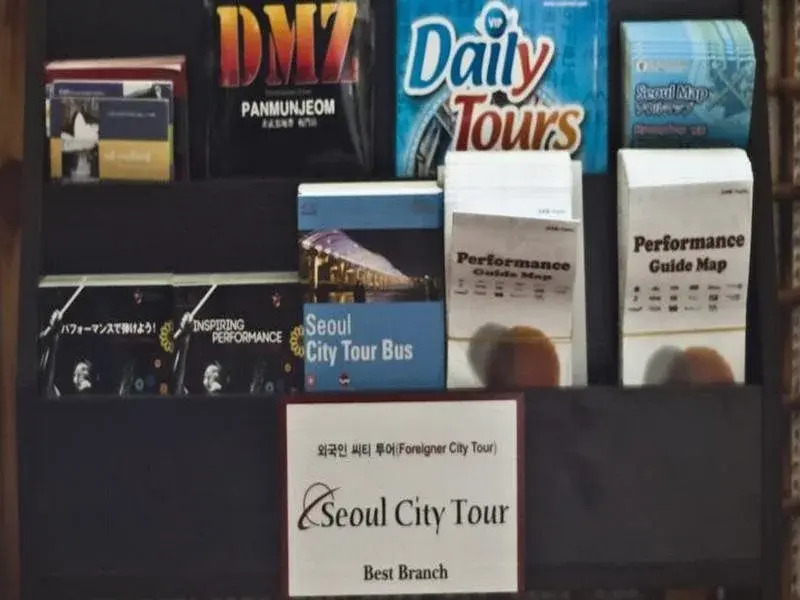 DMZ
PANMUNJEOM
VIP
Daily
Tours
Seoul Map
パフォーマンスで弾けよう!
INSPIRING
PERFORMANCE
Seoul
City Tour Bus
Performance
Guide Map
Performance
Guide Map
외국인 씨티 투어(Foreigner City Tour)
Seoul City Tour
Best Branch